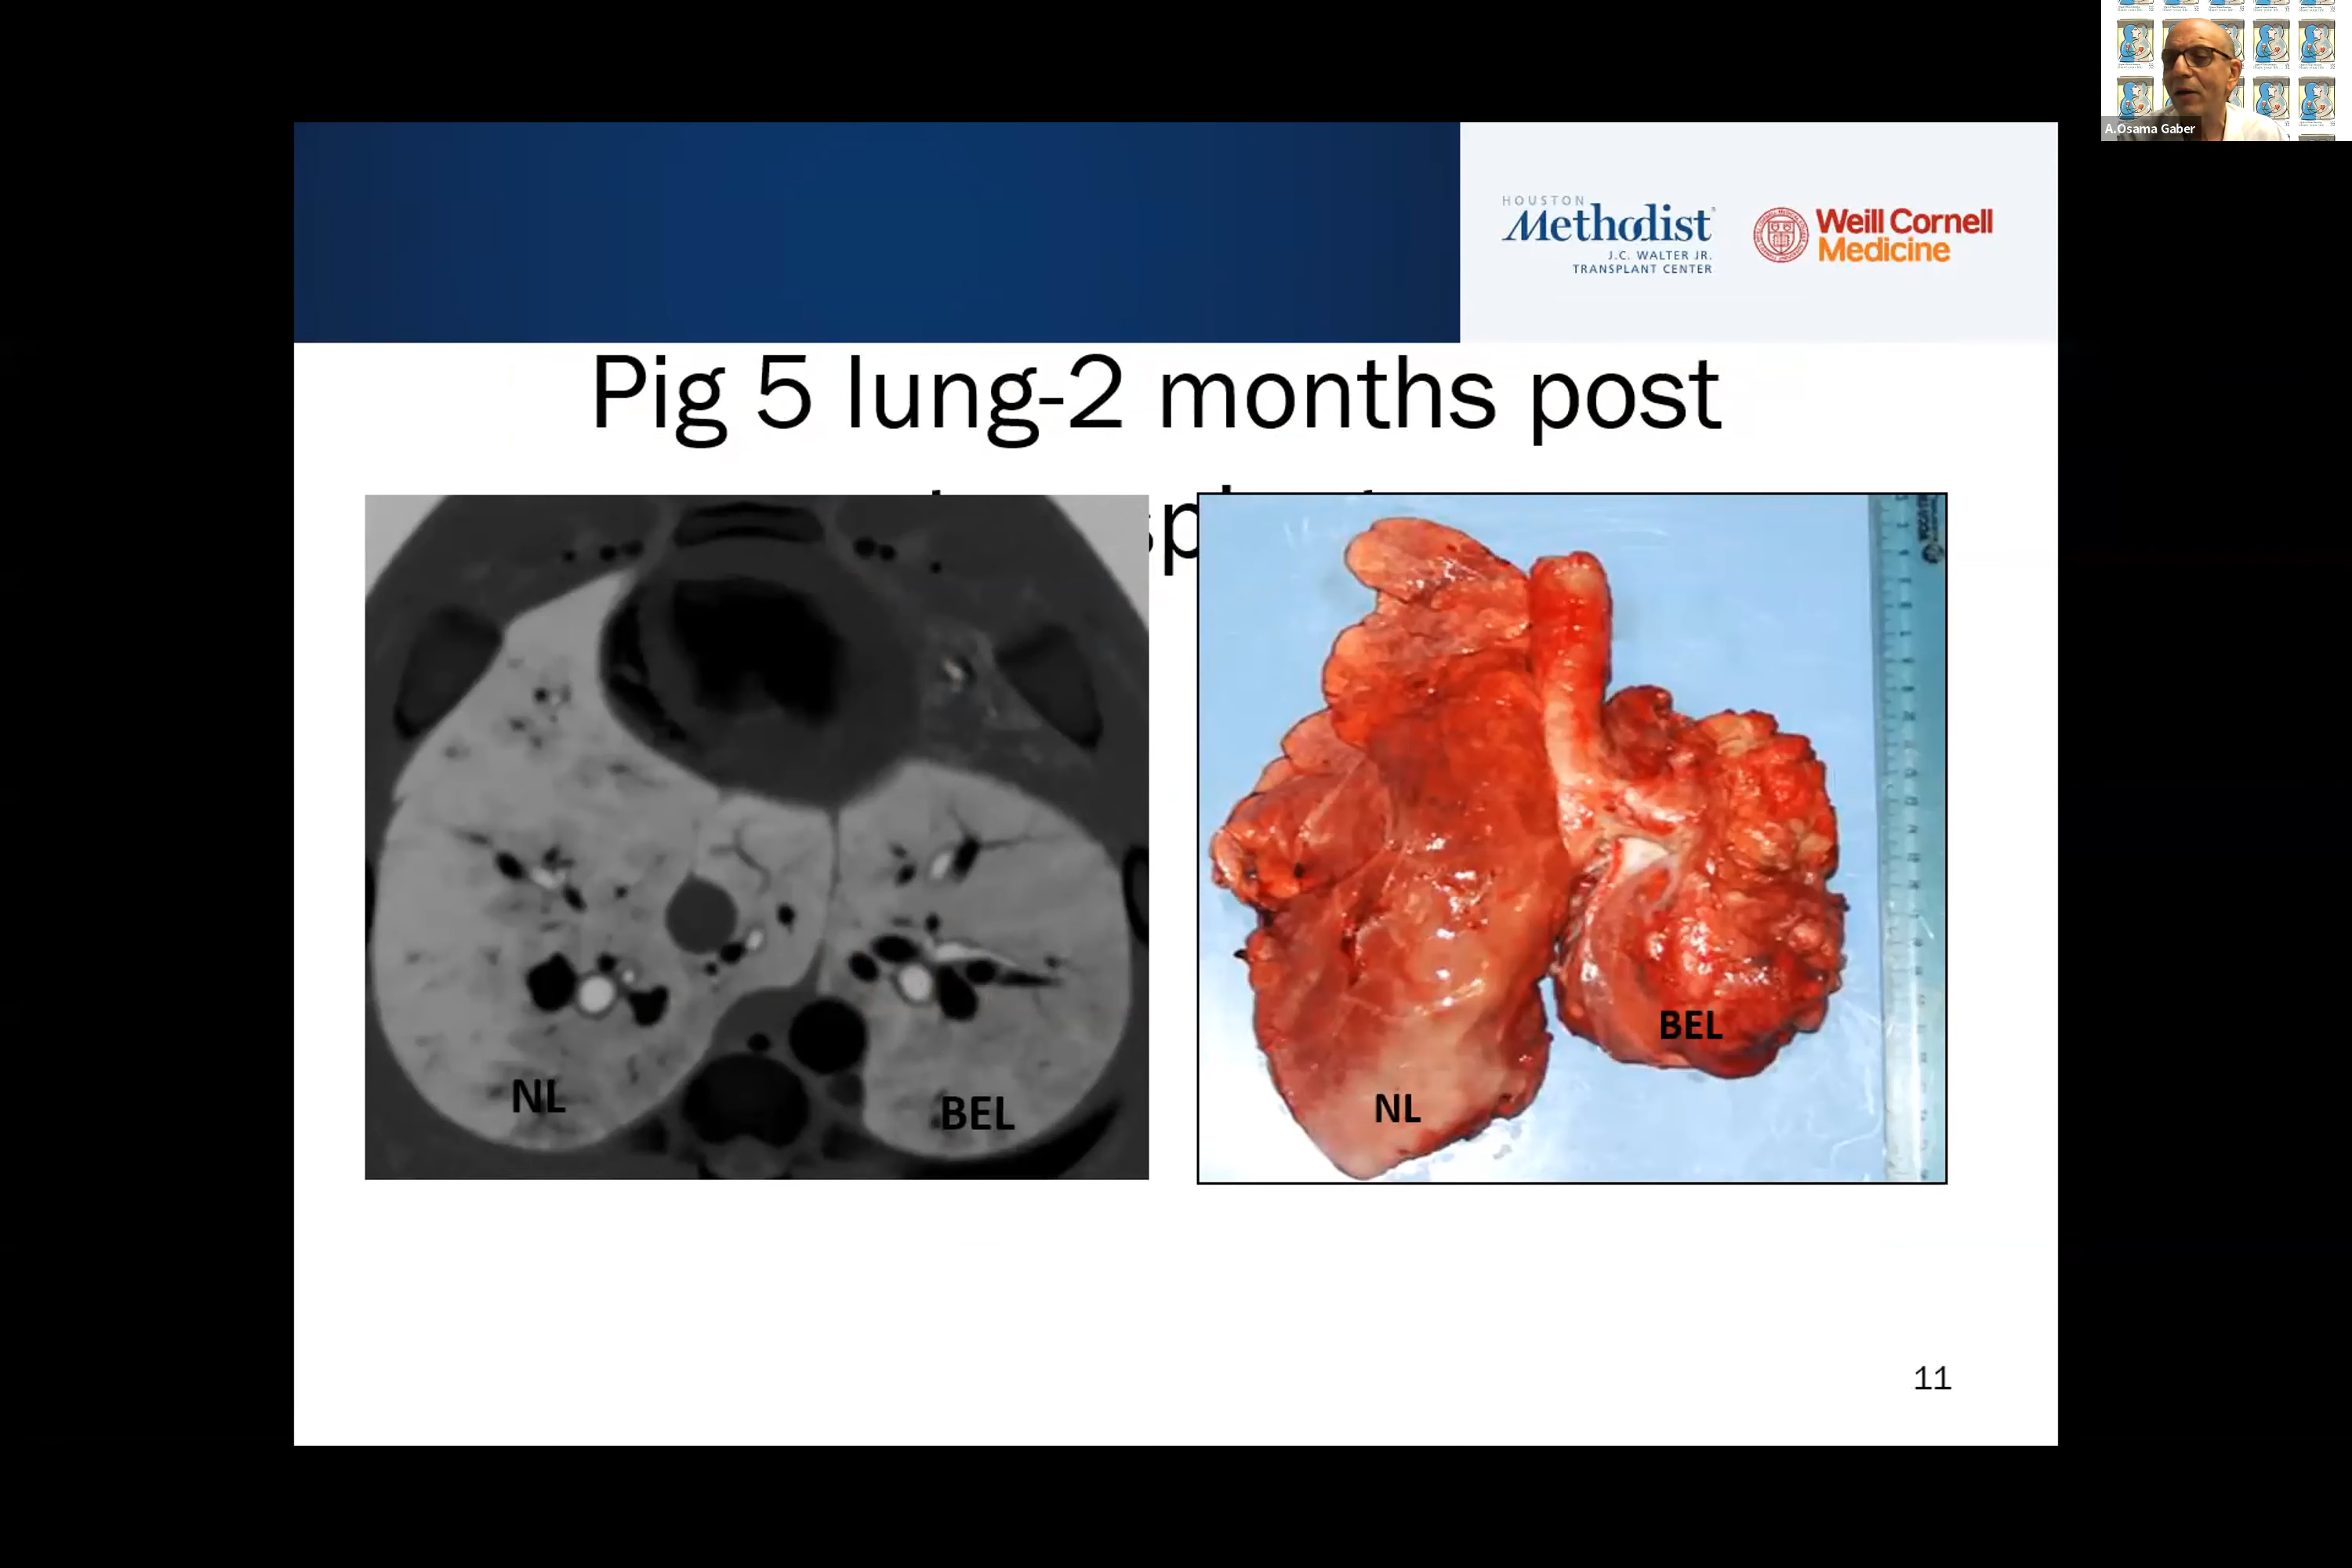 A.Osama Gaber
HOUSTON
Methodist
J.C. WALTER JR.
TRANSPLANT CENTER
Weill Cornell
Medicine
Pig 5 lung-2 months post
NL
BEL
NL
BEL
11